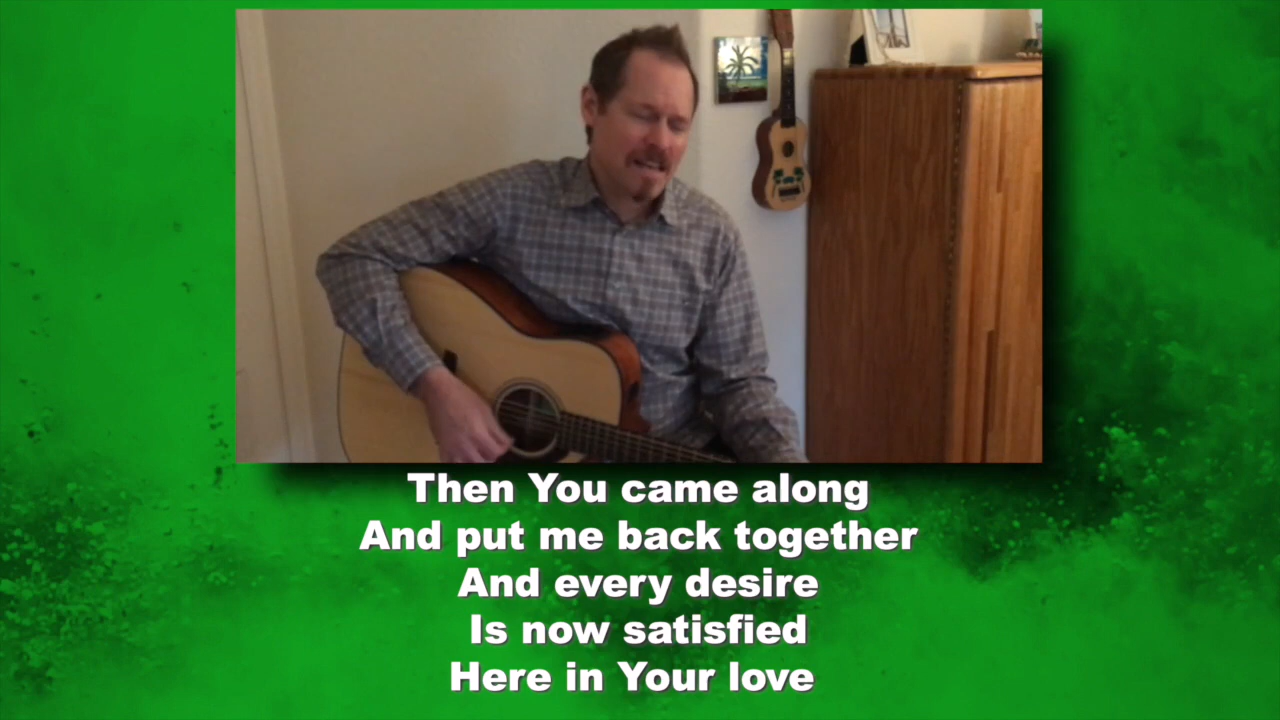 Then You came along
And put me back together
And every desire
Is now satisfied
Here in Your love